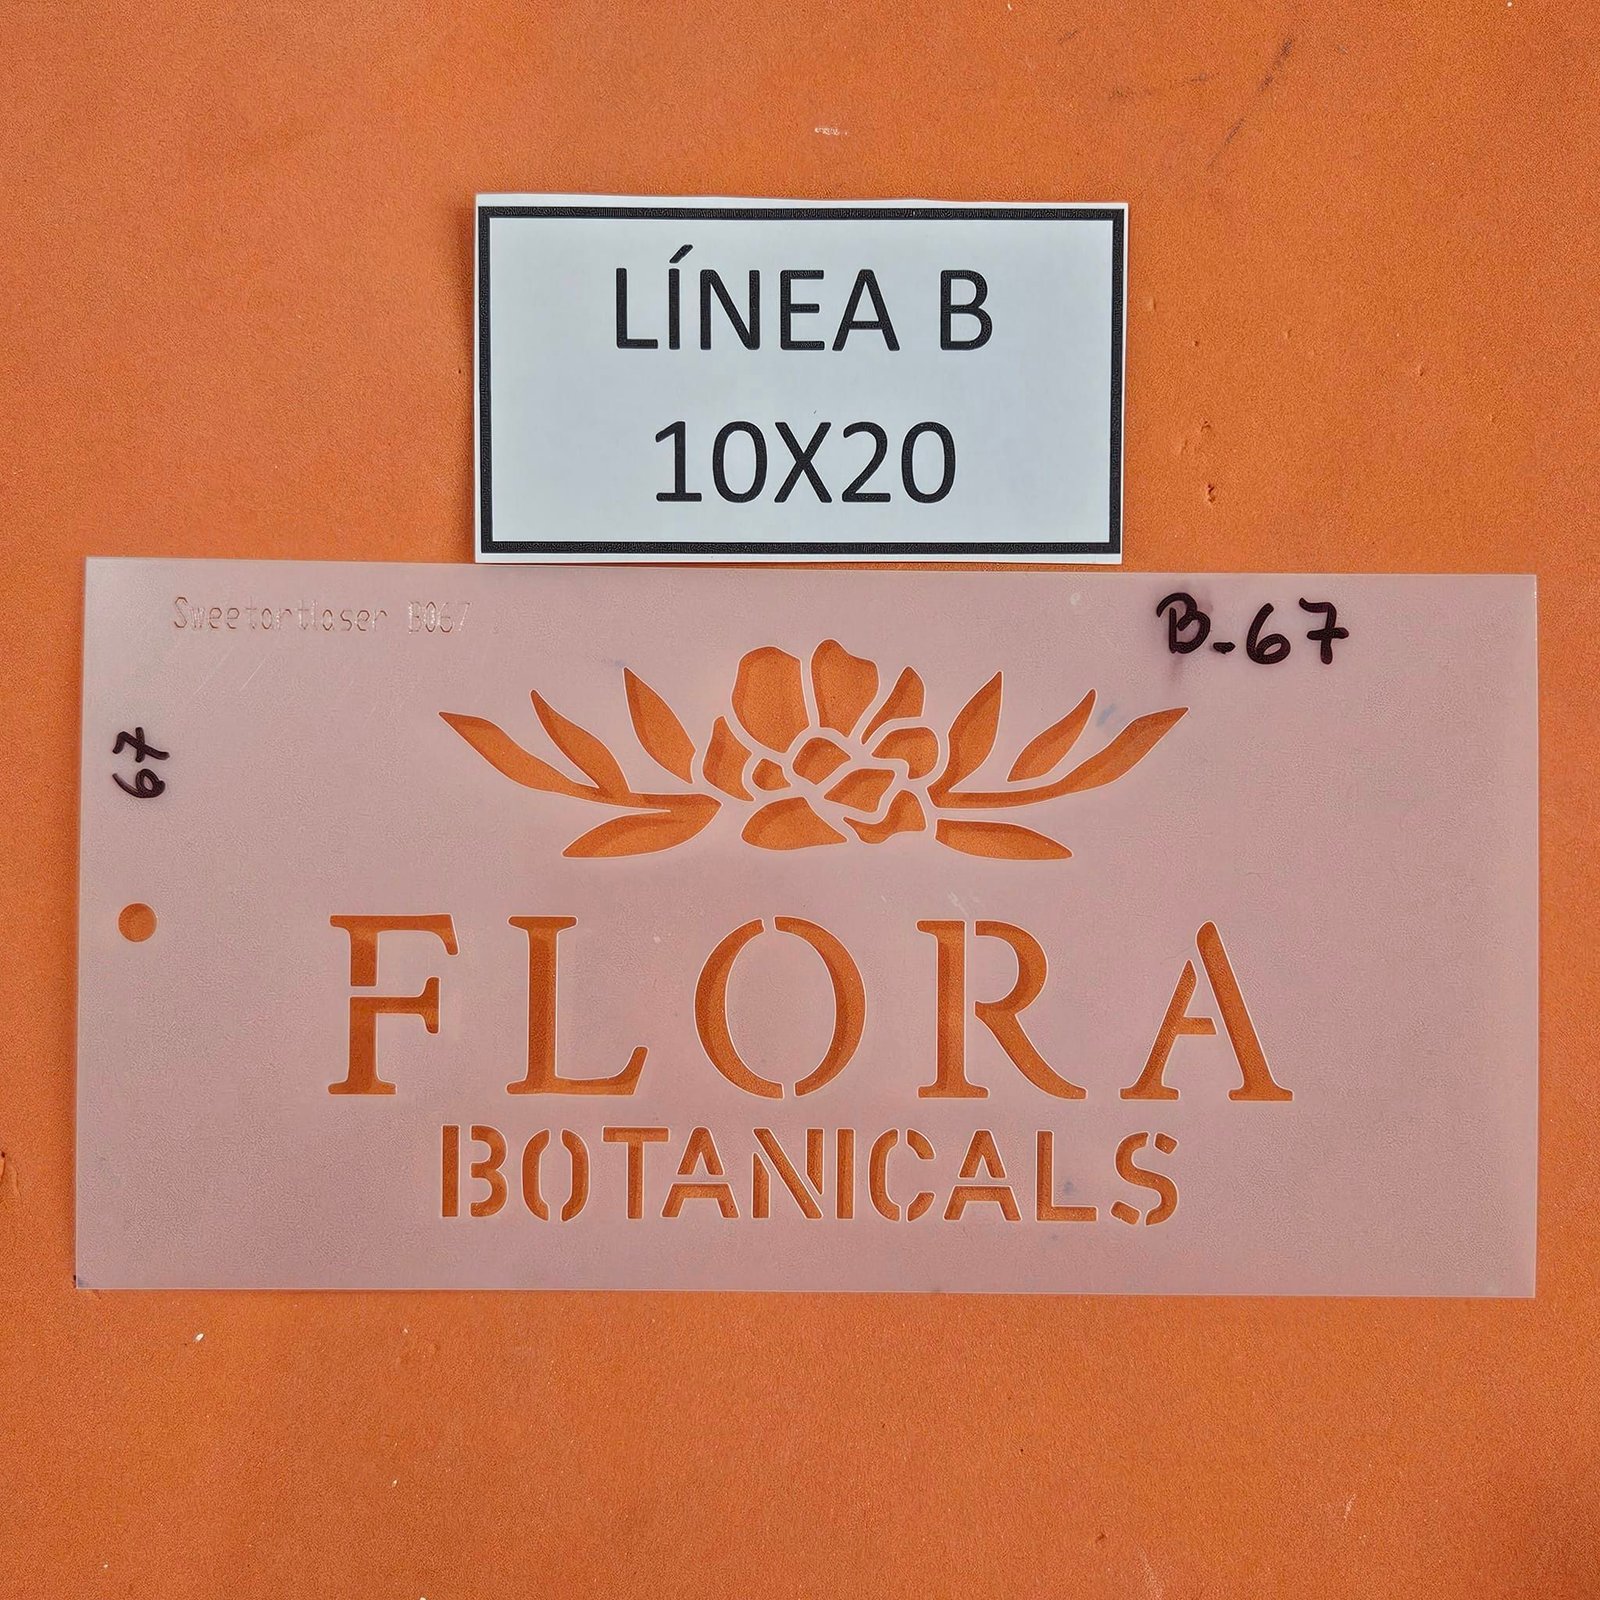 LÍNEA B
10X20
Sweetartlaser B067
B-67
67
FLORA
BOTANICALS